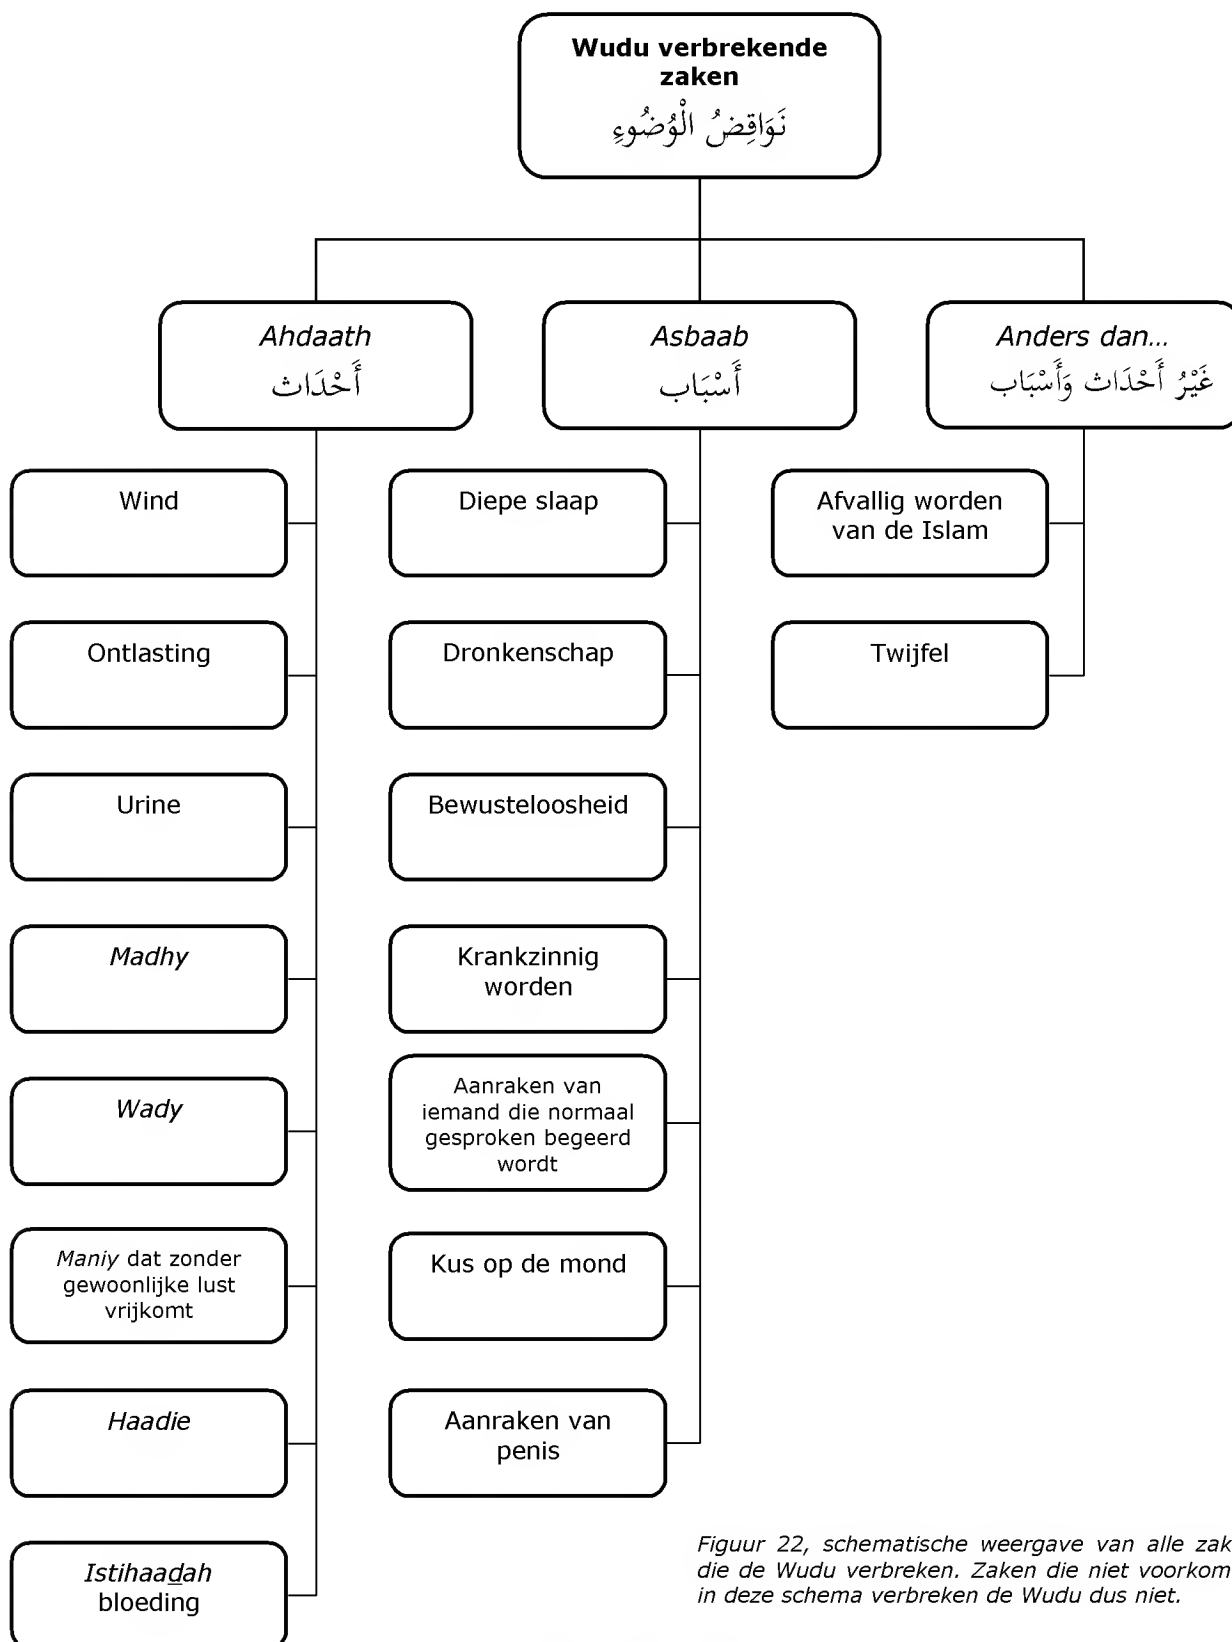 Wudu verbrekende
zaken
نَوَاقِضُ الْوُضُوءِ
Ahdaath
أَحْدَاث
Asbaab
أَسْبَاب
Anders dan...
غَيْرُ أَحْدَاث وَأَسْبَاب
Wind
Ontlasting
Urine
Madhy
Wady
Maniy dat zonder
gewoonlijke lust
vrijkomt
Haadie
Istihaadah
bloeding
Diepe slaap
Dronkenschap
Bewusteloosheid
Krankzinnig
worden
Aanraken van
iemand die normaal
gesproken begeerd
wordt
Kus op de mond
Aanraken van
penis
Afvallig worden
van de Islam
Twijfel
Figuur 22, schematische weergave van alle zak
die de Wudu verbreken. Zaken die niet voorkom
in deze schema verbreken de Wudu dus niet.